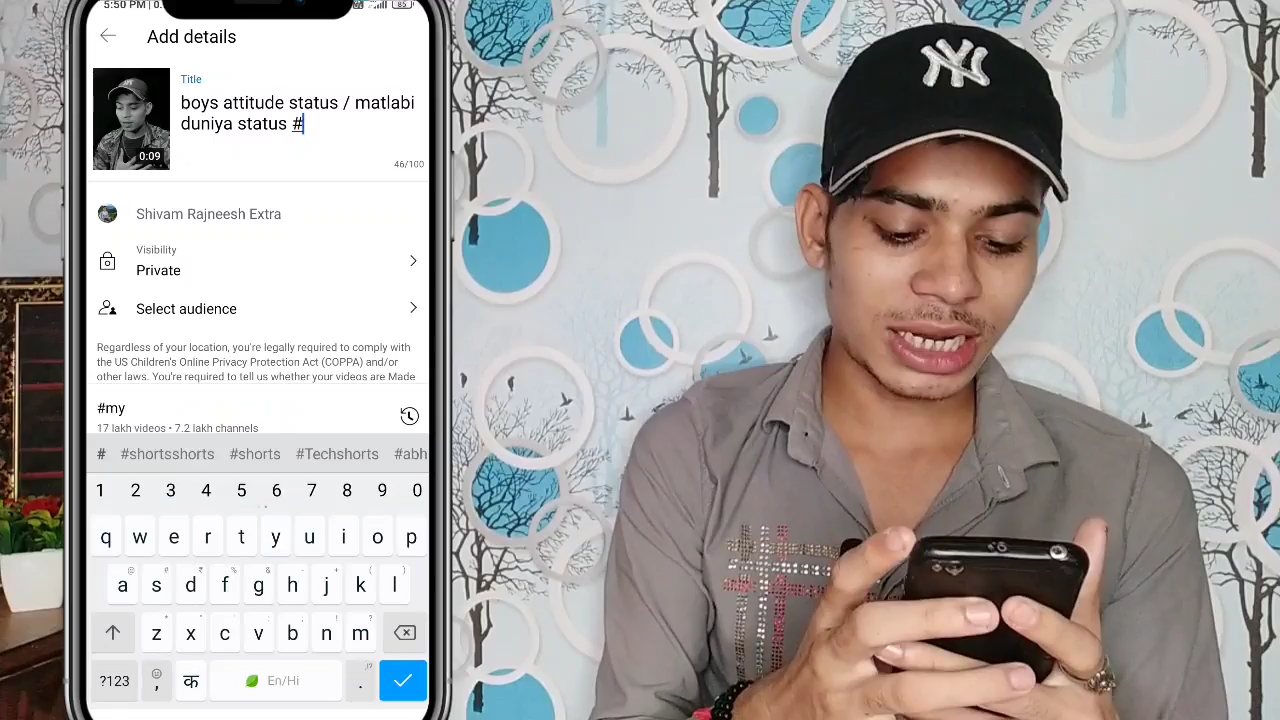 5:50 PM | 0.
85
Add details
Title
boys attitude status / matlabi
duniya status #
0:09
46/100
Shivam Rajneesh Extra
Visibility
Private
Select audience
Regardless of your location, you're legally required to comply with
the US Children's Online Privacy Protection Act (COPPA) and/or
other laws. You're required to tell us whether your videos are Made
#my
17 lakh videos • 7.2 lakh channels
# #shortsshorts #shorts #Techshorts #abh
1 2 3 4 5 6 7 8 9 0
q w e r t y u i o p
a s d f g h j k l
z x c v b n m
?123 , क En/Hi .
NY